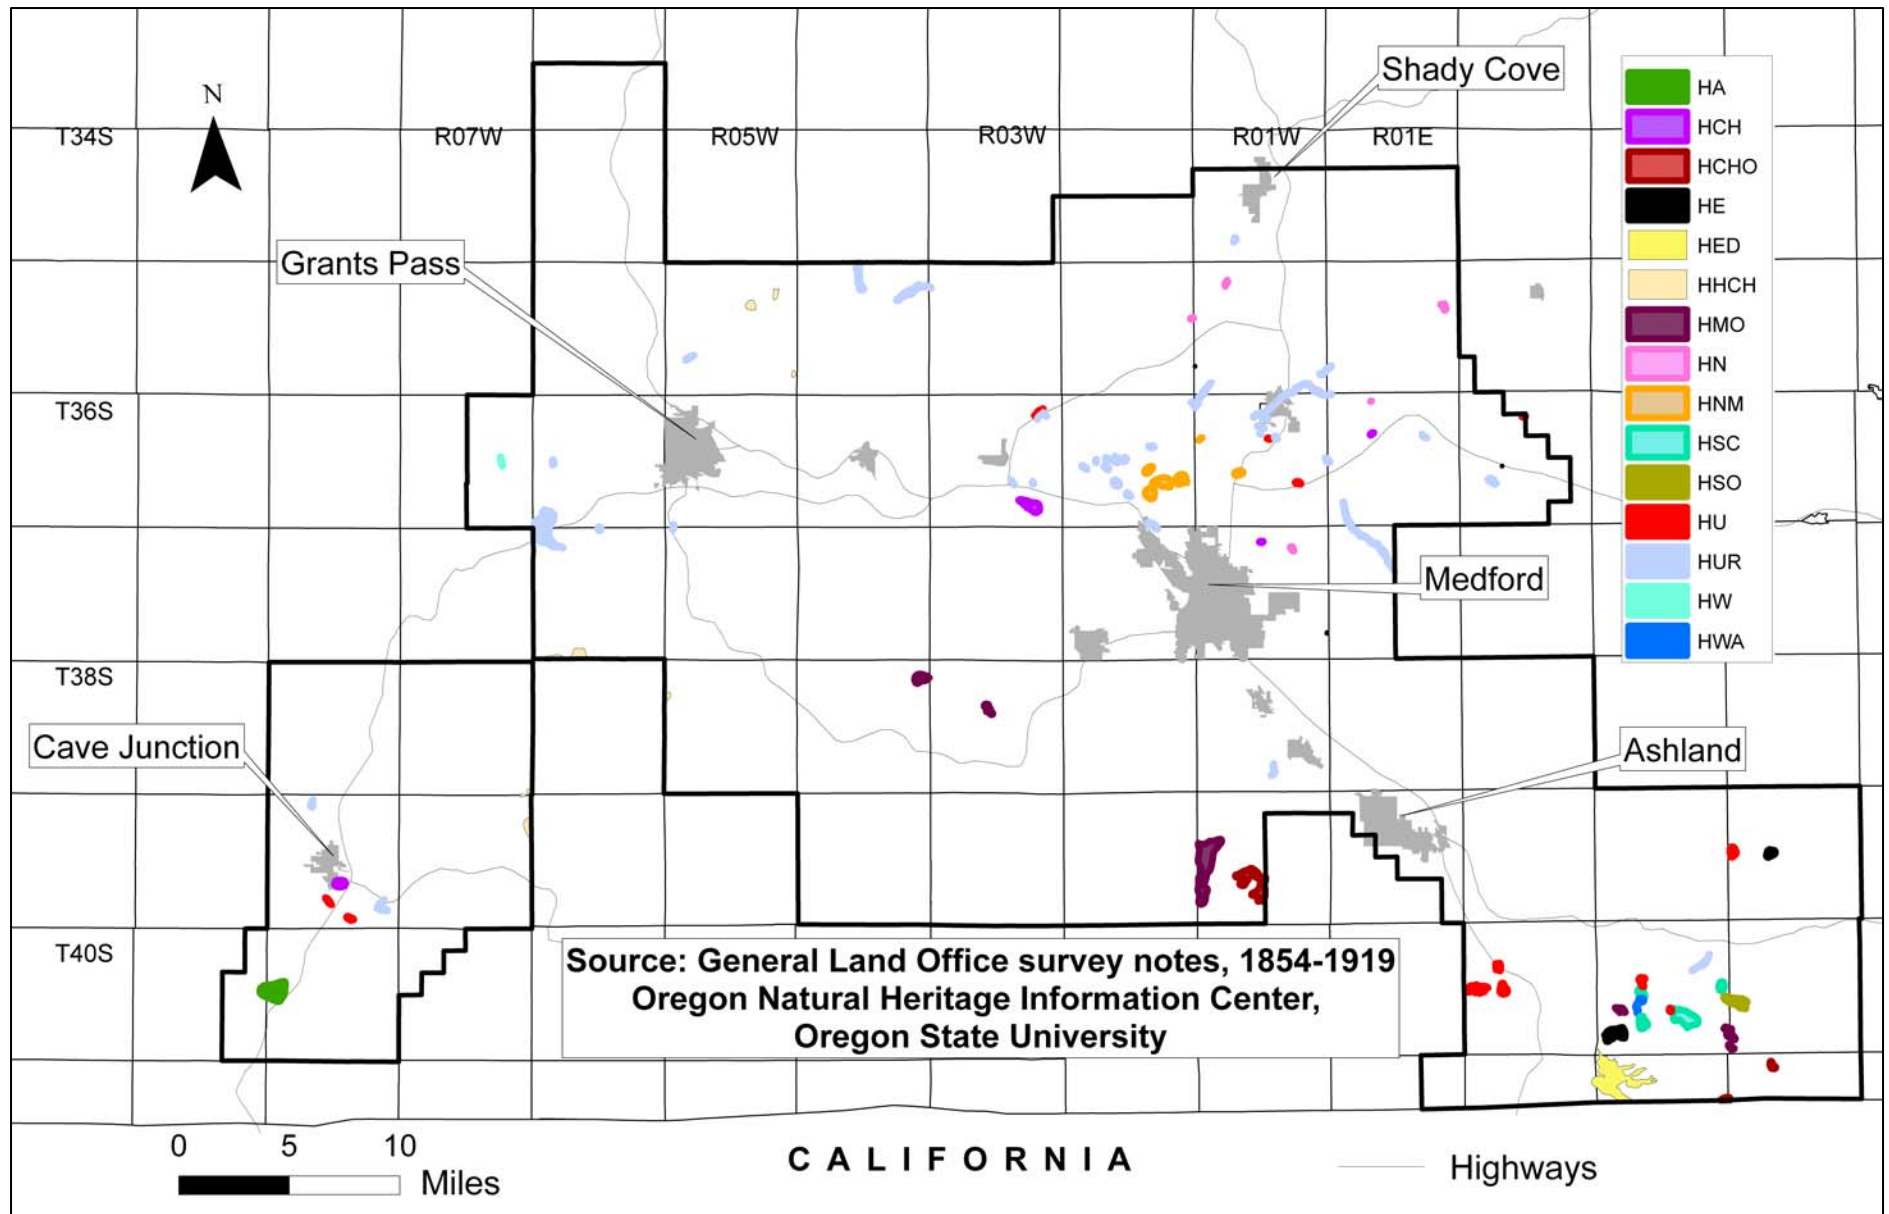 Shady Cove
N
T34S
R07W
R05W
R03W
R01W
R01E
Grants Pass
T36S
Medford
T38S
Cave Junction
Ashland
T40S
HA
HCH
HCHO
HE
HED
HHCH
HMO
HN
HNM
HSC
HSO
HU
HUR
HW
HWA
Source: General Land Office survey notes, 1854-1919
Oregon Natural Heritage Information Center,
Oregon State University
0 5 10
Miles
CALIFORNIA
Highways